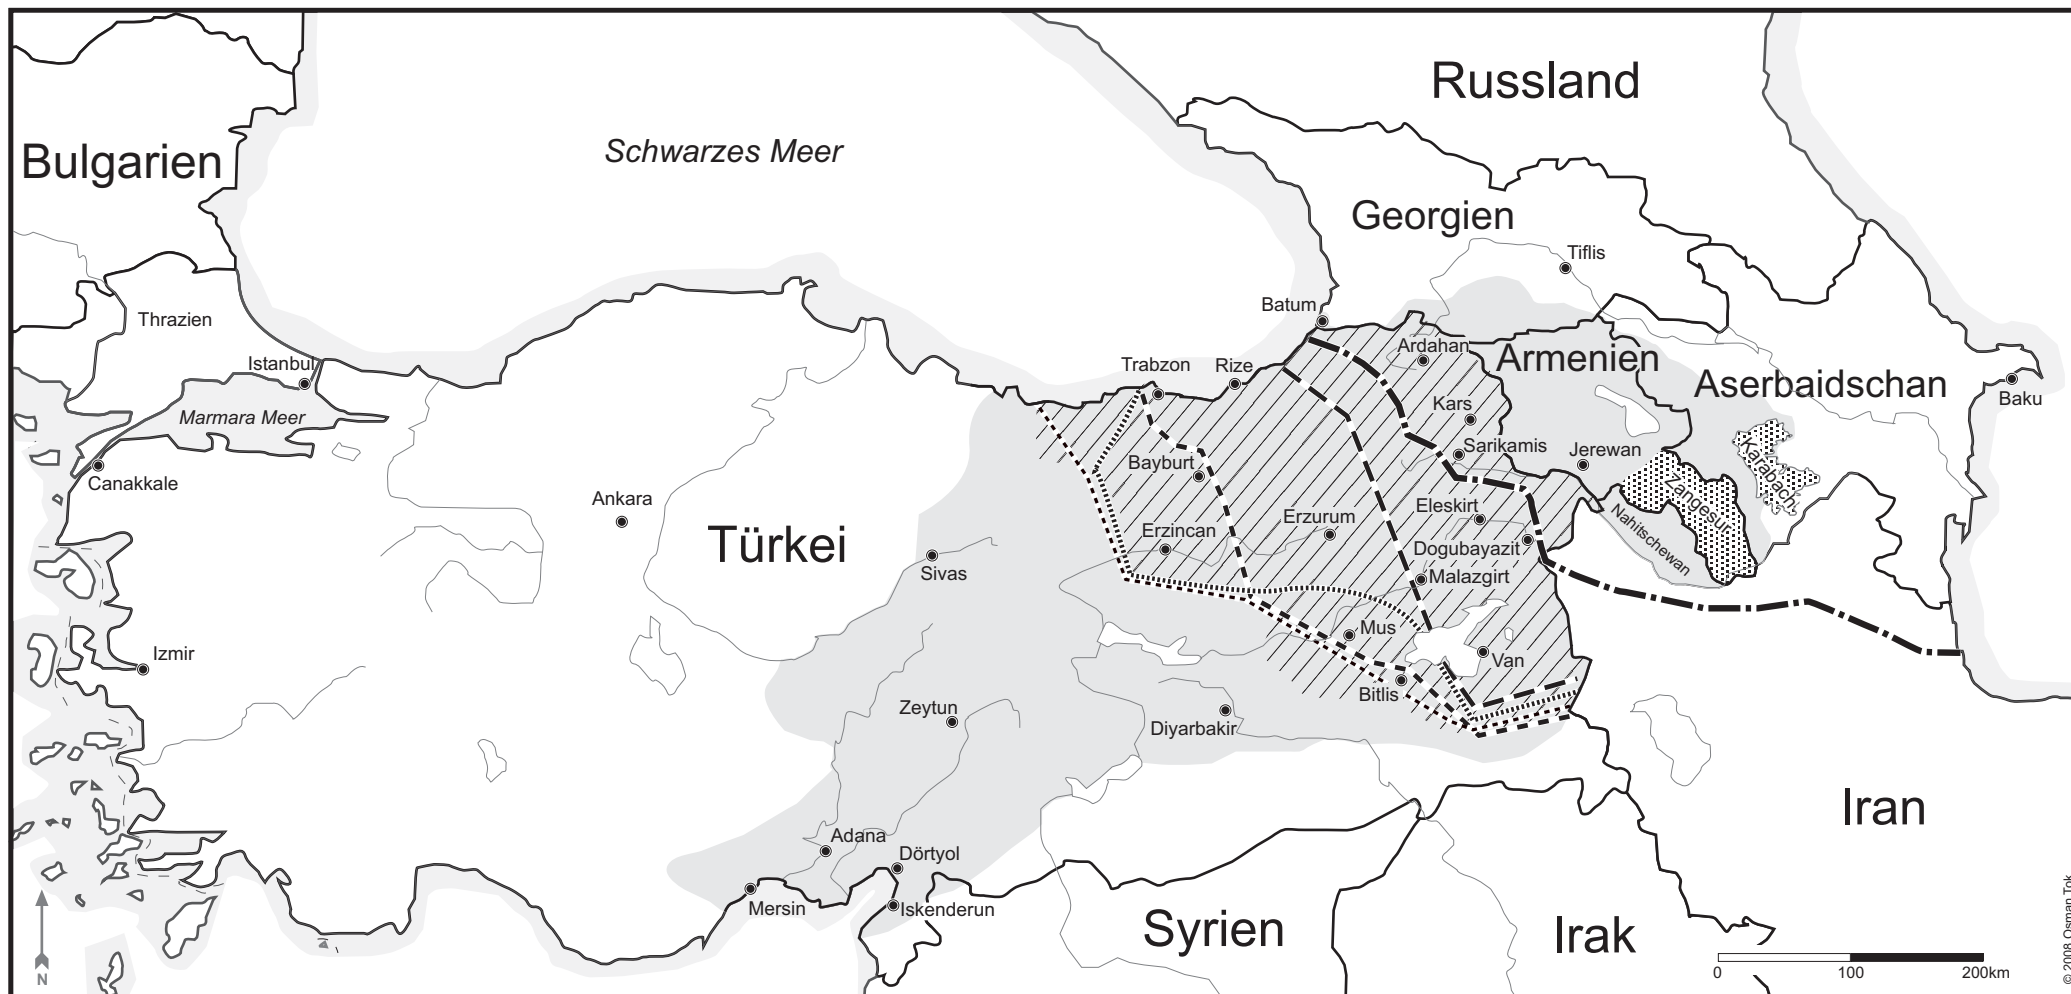 Russland
Bulgarien
Schwarzes Meer
Georgien
Tiflis
Batum
Thrazien
Istanbul
Marmara Meer
Canakkale
Trabzon
Rize
Ardahan
Armenien
Aserbaidschan
Baku
Kars
Sarikamis
Jerewan
Karabach
Zangesur
Nahitschewan
Bayburt
Ankara
Türkei
Erzincan
Erzurum
Eleskirt
Dogubayazit
Malazgirt
Sivas
Mus
Van
Bitlis
Izmir
Zeytun
Diyarbakir
Iran
Adana
Dörtyol
Mersin
Iskenderun
Syrien
Irak
N
0 100 200km
© 2008 Osman Tok